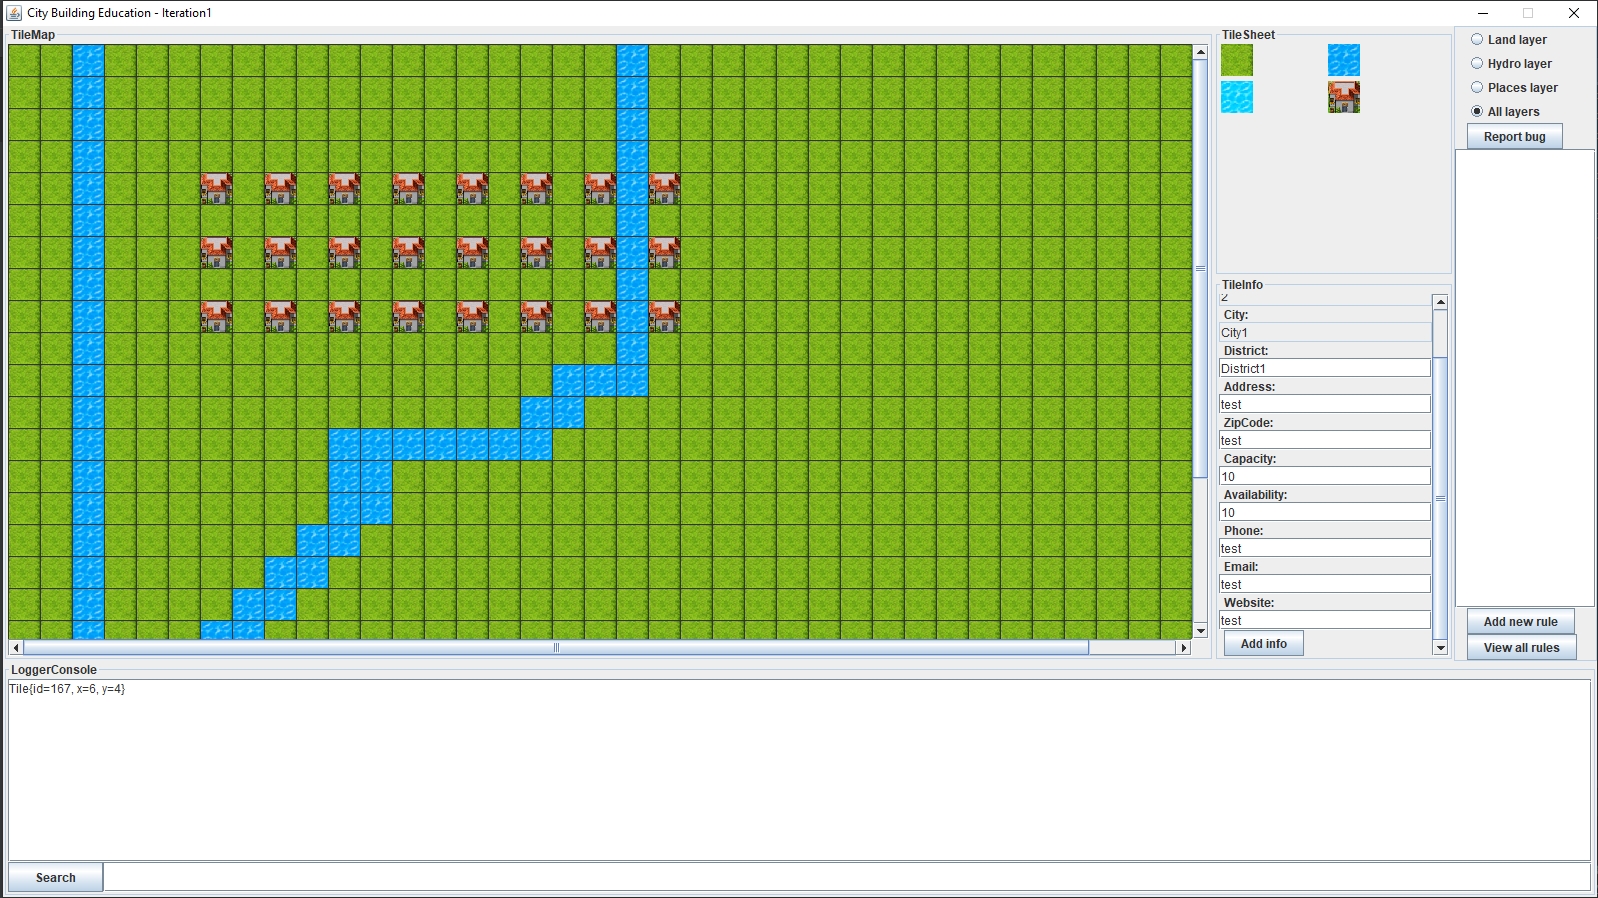 City Building Education - Iteration1
TileMap
TileSheet
Land layer
Hydro layer
Places layer
All layers
Report bug
TileInfo
2
City:
City1
District:
District1
Address:
test
ZipCode:
test
Capacity:
10
Availability:
10
Phone:
test
Email:
test
Website:
test
Add info
Add new rule
View all rules
LoggerConsole
Tile{id=167, x=6, y=4}
Search